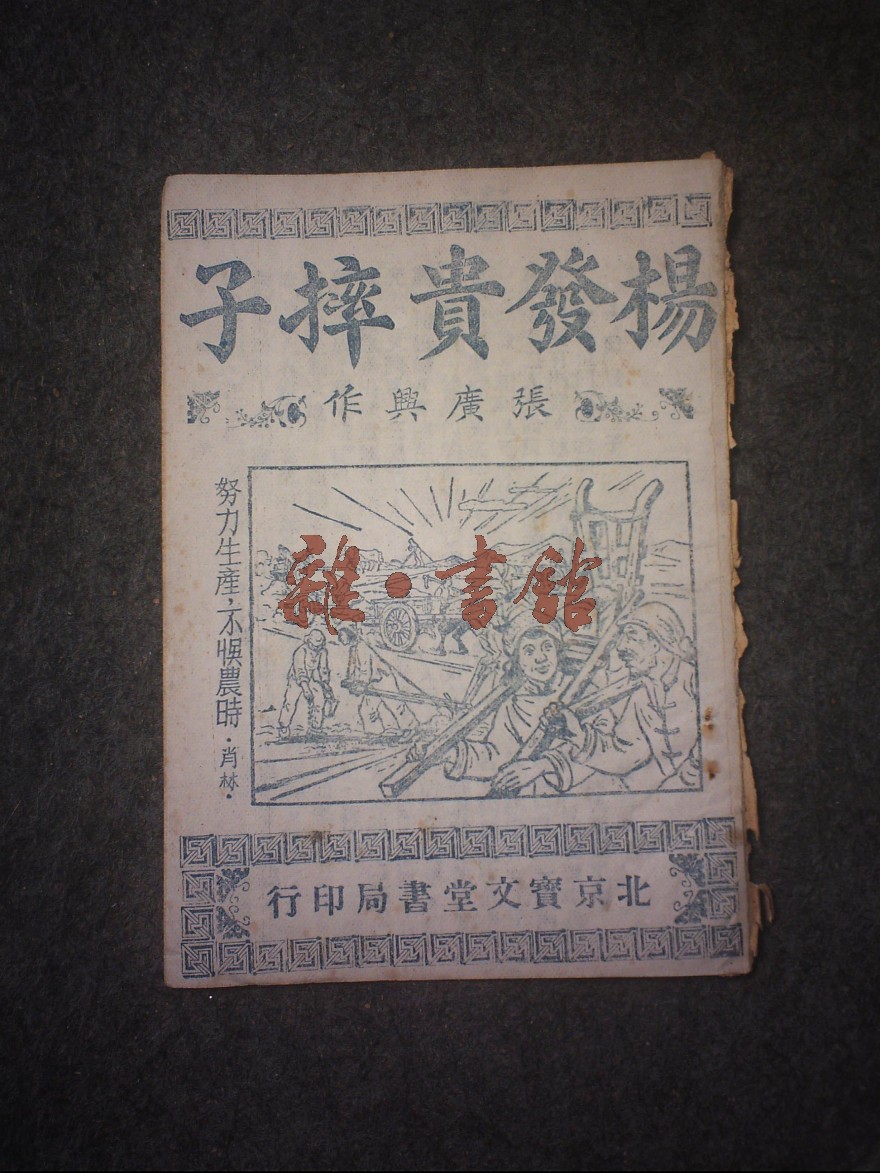 楊發貴摔子
張廣興作
努力生產，不悞農時·肖林·
雜·書館
北京寶文堂書局印行